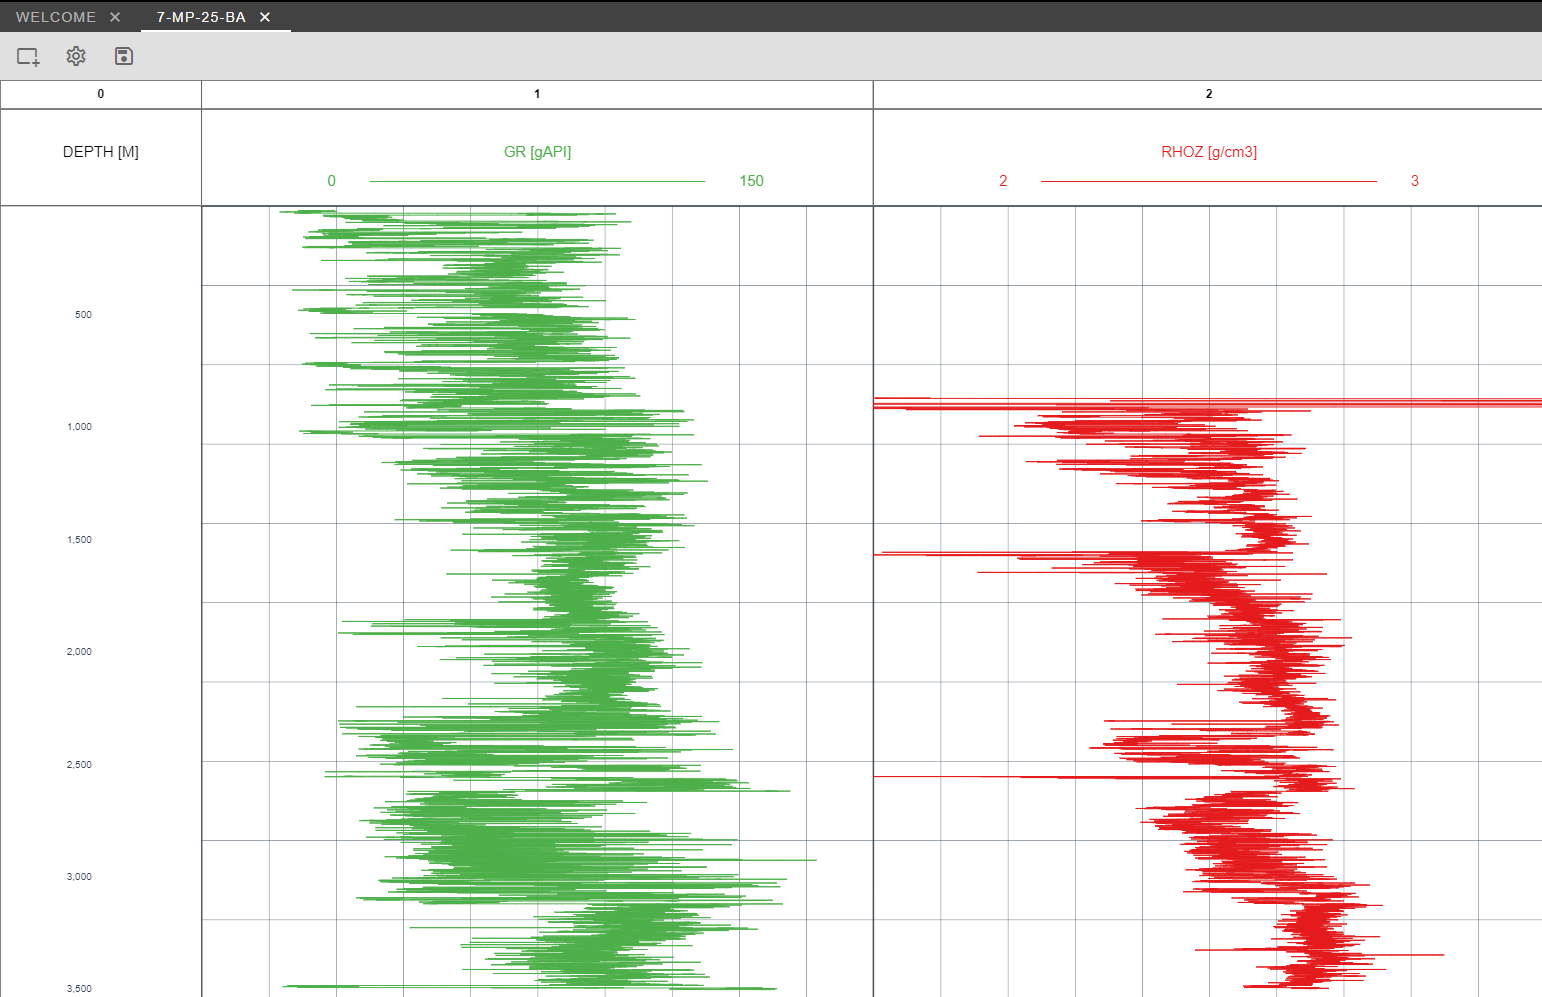 WELCOME 7-MP-25-BA
0 1 2
DEPTH [M] GR [gAPI] RHOZ [g/cm3]
0 150 2 3
500
1,000
1,500
2,000
2,500
3,000
3,500